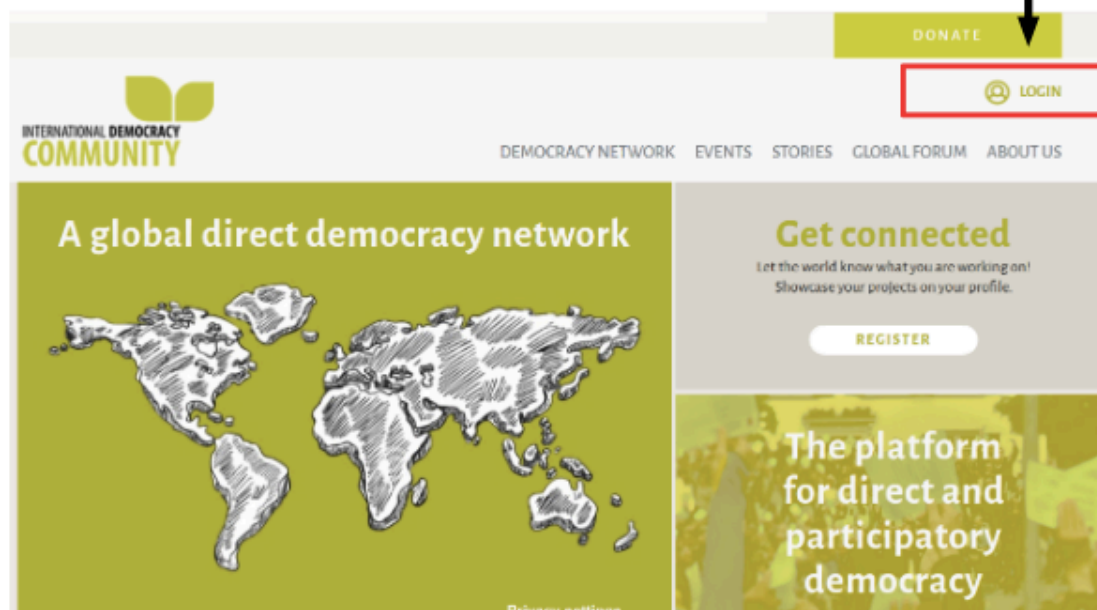 DONATE
LOGIN
INTERNATIONAL DEMOCRACY
COMMUNITY
DEMOCRACY NETWORK EVENTS STORIES GLOBAL FORUM ABOUT US
A global direct democracy network
Get connected
Let the world know what you are working on!
Showcase your projects on your profile.
REGISTER
The platform
for direct and
participatory
democracy
Privacy settings